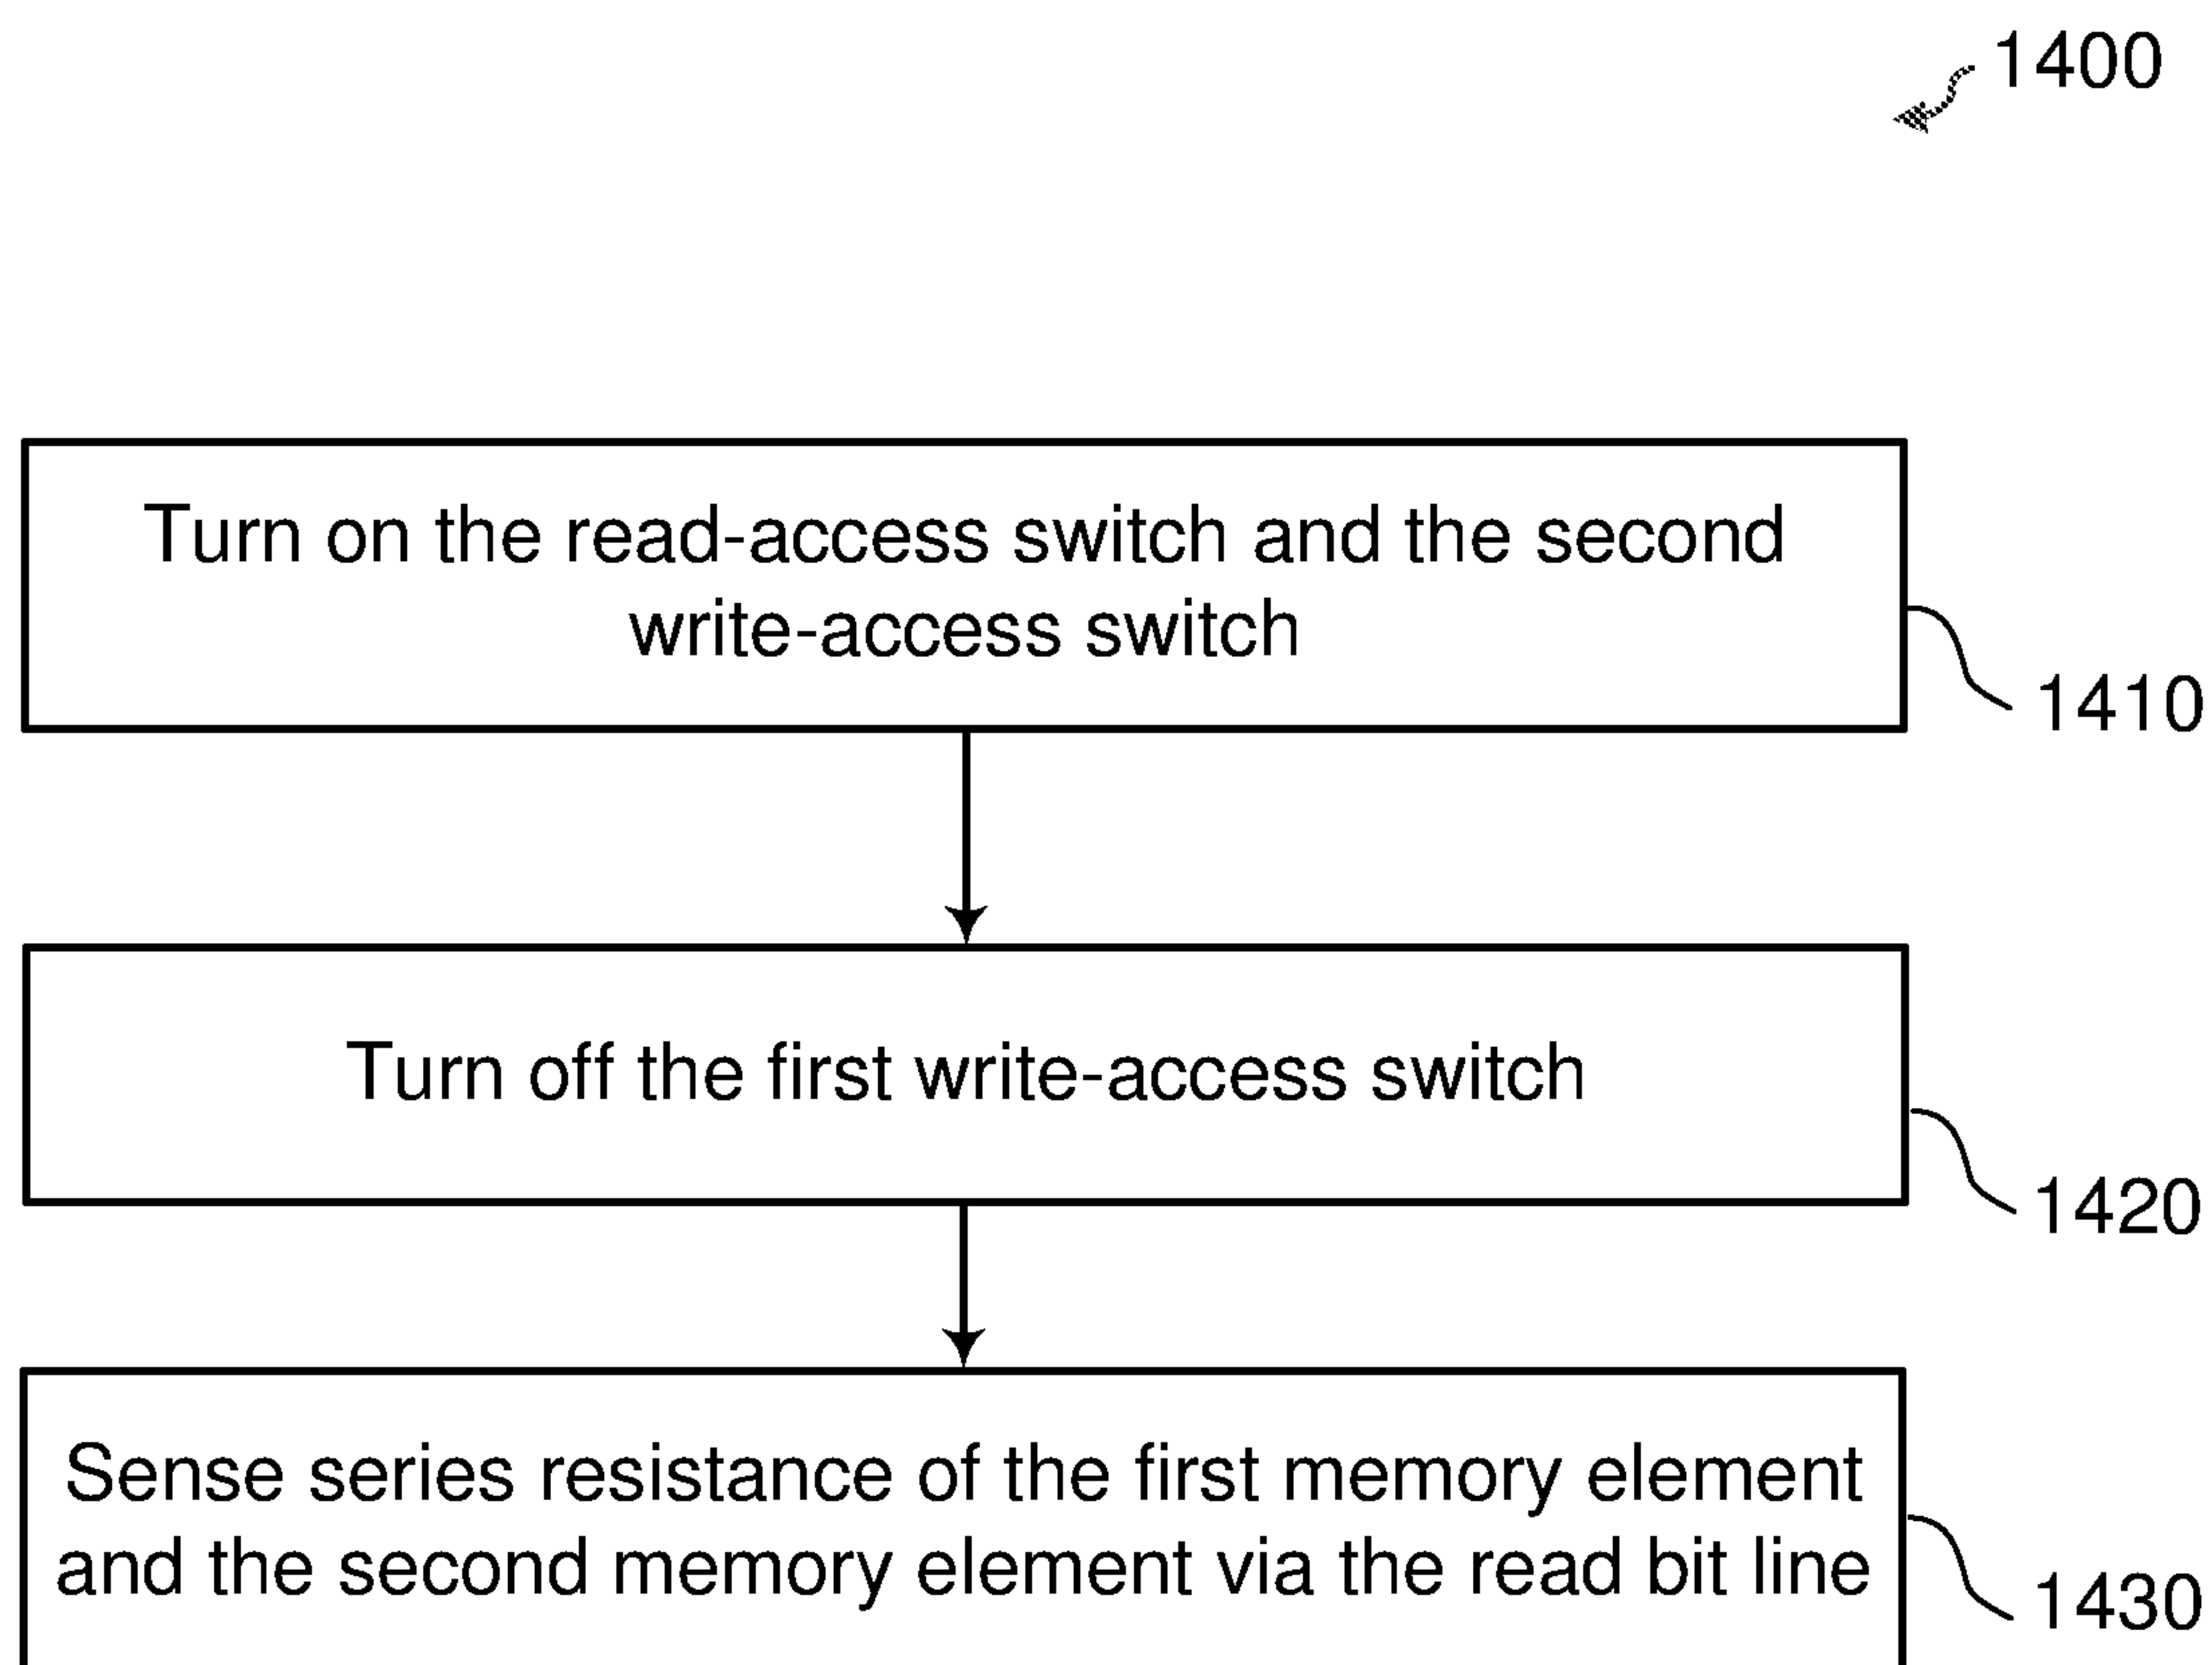 1400
Turn on the read-access switch and the second
write-access switch
1410
Turn off the first write-access switch
1420
Sense series resistance of the first memory element
and the second memory element via the read bit line
1430